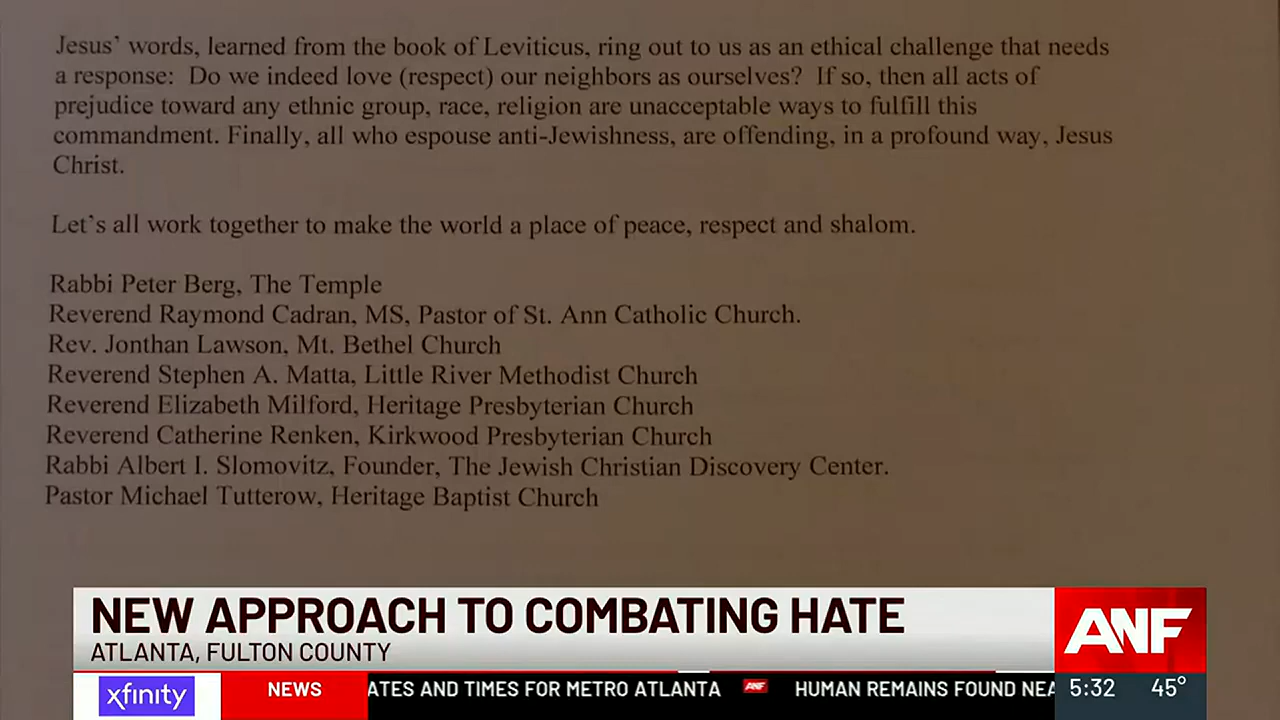 Jesus' words, learned from the book of Leviticus, ring out to us as an ethical challenge that needs
a response: Do we indeed love (respect) our neighbors as ourselves? If so, then all acts of
prejudice toward any ethnic group, race, religion are unacceptable ways to fulfill this
commandment. Finally, all who espouse anti-Jewishness, are offending, in a profound way, Jesus
Christ.
Let's all work together to make the world a place of peace, respect and shalom.
Rabbi Peter Berg, The Temple
Reverend Raymond Cadran, MS, Pastor of St. Ann Catholic Church.
Rev. Jonthan Lawson, Mt. Bethel Church
Reverend Stephen A. Matta, Little River Methodist Church
Reverend Elizabeth Milford, Heritage Presbyterian Church
Reverend Catherine Renken, Kirkwood Presbyterian Church
Rabbi Albert I. Slomovitz, Founder, The Jewish Christian Discovery Center.
Pastor Michael Tutterow, Heritage Baptist Church
NEW APPROACH TO COMBATING HATE
ATLANTA, FULTON COUNTY
ANF
xfinity NEWS ATES AND TIMES FOR METRO ATLANTA ANF HUMAN REMAINS FOUND NEA 5:32 45°